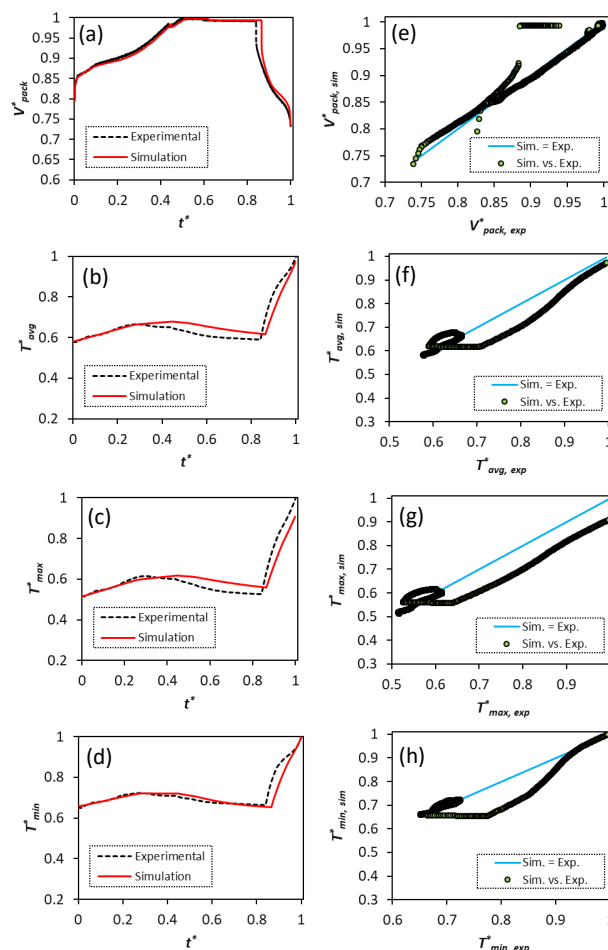 (a)
V*pack
1
0.95
0.9
0.85
0.8
0.75
0.7
0.65
0.6
Experimental
Simulation
0 0.2 0.4 0.6 0.8 1
t*
(e)
V*pack, sim
1
0.95
0.9
0.85
0.8
0.75
0.7
Sim. = Exp.
Sim. vs. Exp.
0.7 0.75 0.8 0.85 0.9 0.95 1
V*pack, exp
(b)
T*avg
1
0.8
0.6
0.4
0.2
Experimental
Simulation
0 0.2 0.4 0.6 0.8 1
t*
(f)
T*avg, sim
1
0.9
0.8
0.7
0.6
0.5
0.4
0.3
Sim. = Exp.
Sim. vs. Exp.
0.5 0.6 0.7 0.8 0.9 1
T*avg, exp
(c)
T*max
1
0.8
0.6
0.4
0.2
Experimental
Simulation
0 0.2 0.4 0.6 0.8 1
t*
(g)
T*max, sim
1
0.9
0.8
0.7
0.6
0.5
0.4
0.3
Sim. = Exp.
Sim. vs. Exp.
0.5 0.6 0.7 0.8 0.9 1
T*max, exp
(d)
T*min
1
0.8
0.6
0.4
0.2
Experimental
Simulation
0 0.2 0.4 0.6 0.8 1
t*
(h)
T*min, sim
1
0.9
0.8
0.7
0.6
0.5
0.4
0.3
Sim. = Exp.
Sim. vs. Exp.
0.6 0.7 0.8 0.9 1
T*min, exp